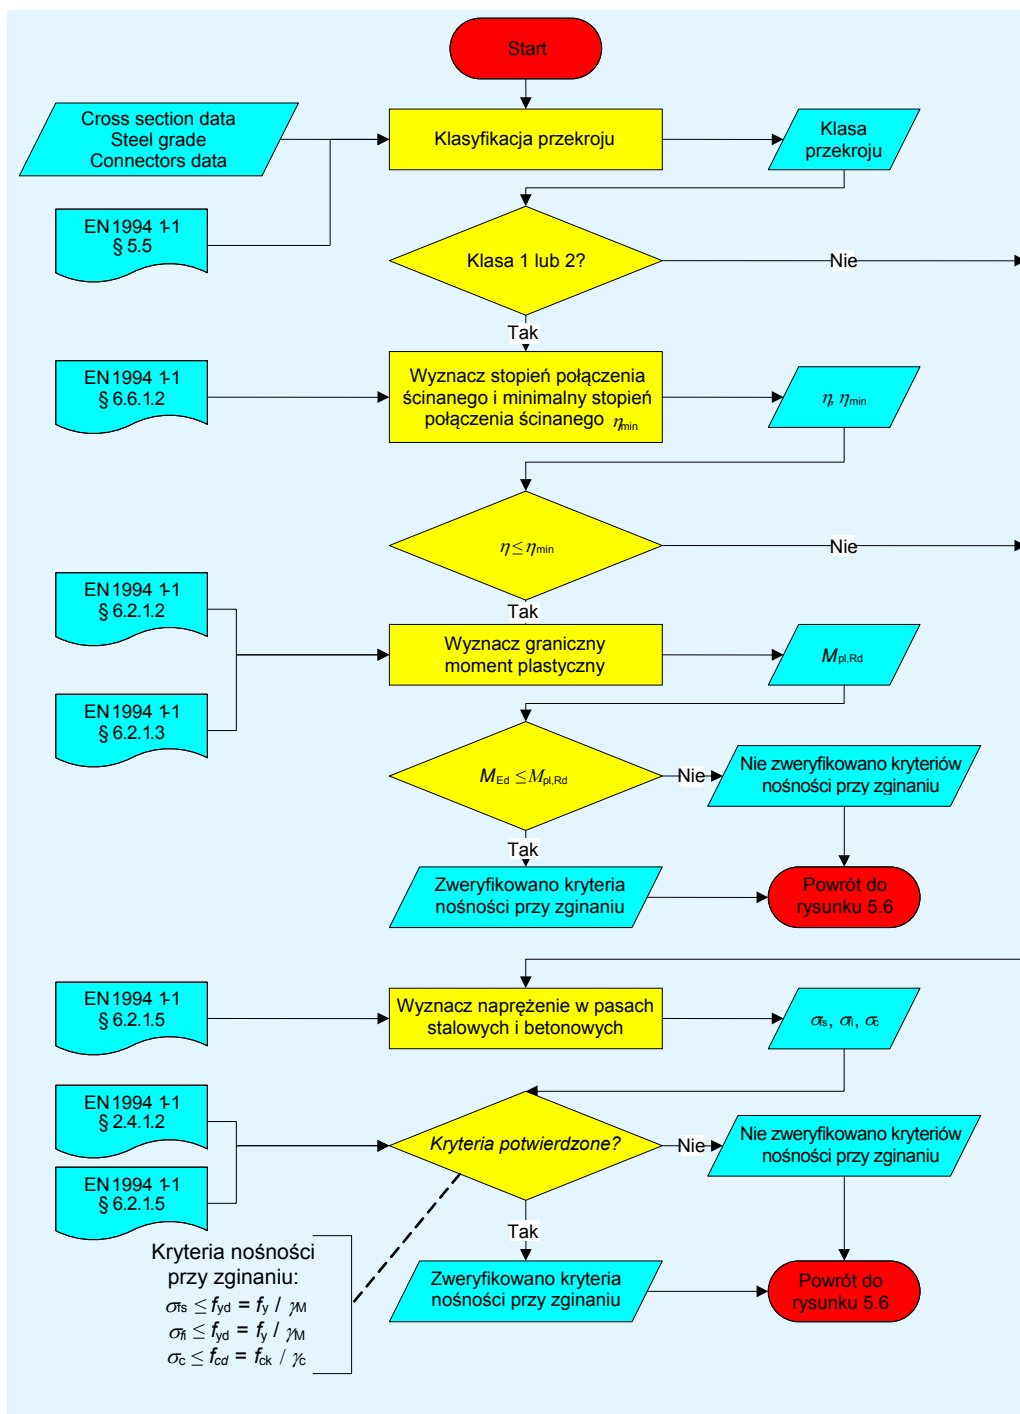 Start
Cross section data
Steel grade
Connectors data
Klasyfikacja przekroju
Klasa
przekroju
EN 1994 1-1
§ 5.5
Klasa 1 lub 2?
Nie
Tak
EN 1994 1-1
§ 6.6.1.2
Wyznacz stopień połączenia
ścinanego i minimalny stopień
połączenia ścinanego ηmin
η, ηmin
η ≤ ηmin
Nie
Tak
EN 1994 1-1
§ 6.2.1.2
Wyznacz graniczny
moment plastyczny
Mpl,Rd
EN 1994 1-1
§ 6.2.1.3
MEd ≤ Mpl,Rd
Nie
Nie zweryfikowano kryteriów
nośności przy zginaniu
Tak
Zweryfikowano kryteria
nośności przy zginaniu
Powrót do
rysunku 5.6
EN 1994 1-1
§ 6.2.1.5
Wyznacz naprężenie w pasach
stalowych i betonowych
σfs, σfi, σc
EN 1994 1-1
§ 2.4.1.2
Kryteria potwierdzone?
Nie
Nie zweryfikowano kryteriów
nośności przy zginaniu
EN 1994 1-1
§ 6.2.1.5
Tak
Kryteria nośności
przy zginaniu:
σfs ≤ fyd = fy / γM
σfi ≤ fyd = fy / γM
σc ≤ fcd = fck / γc
Zweryfikowano kryteria
nośności przy zginaniu
Powrót do
rysunku 5.6